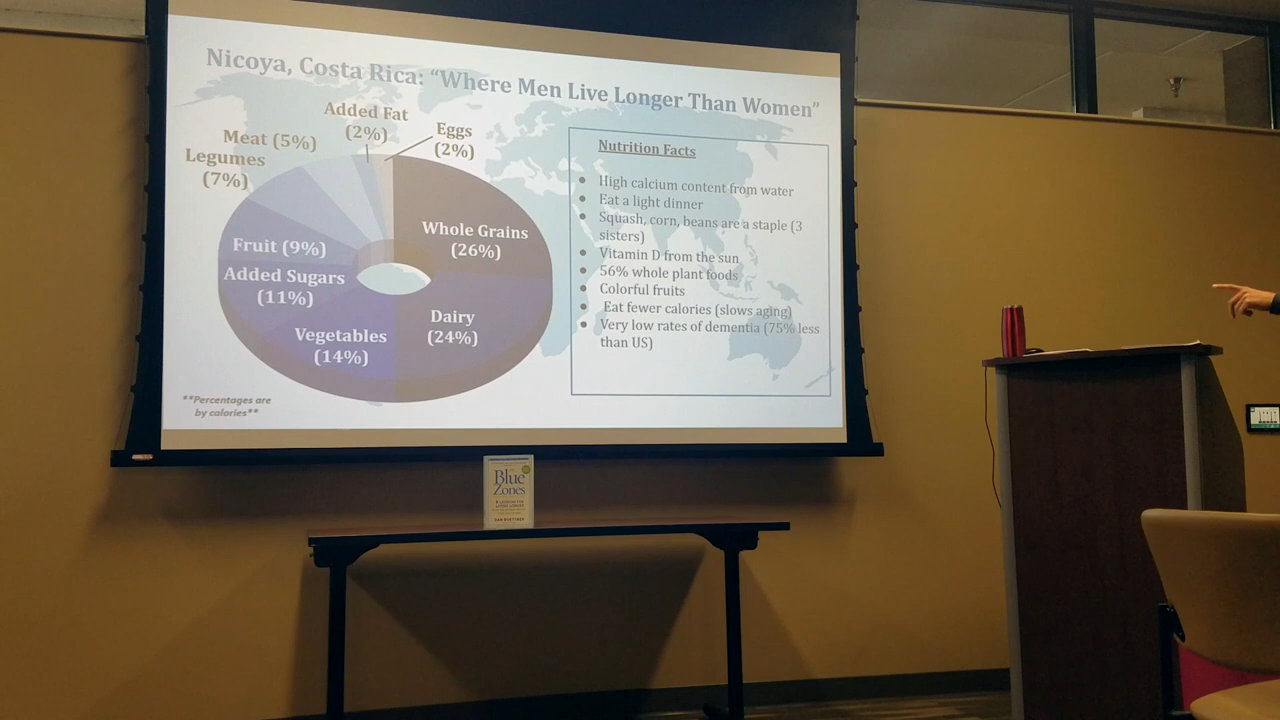 Nicoya, Costa Rica: “Where Men Live Longer Than Women”
Added Fat
(2%)
Eggs
(2%)
Meat (5%)
Legumes
(7%)
Whole Grains
(26%)
Fruit (9%)
Added Sugars
(11%)
Dairy
(24%)
Vegetables
(14%)
**Percentages are
by calories**
Nutrition Facts
• High calcium content from water
• Eat a light dinner
• Squash, corn, beans are a staple (3
sisters)
• Vitamin D from the sun
• 56% whole plant foods
• Colorful fruits
• Eat fewer calories (slows aging)
• Very low rates of dementia (75% less
than US)
Blue
Zones
DAN BUETTNER